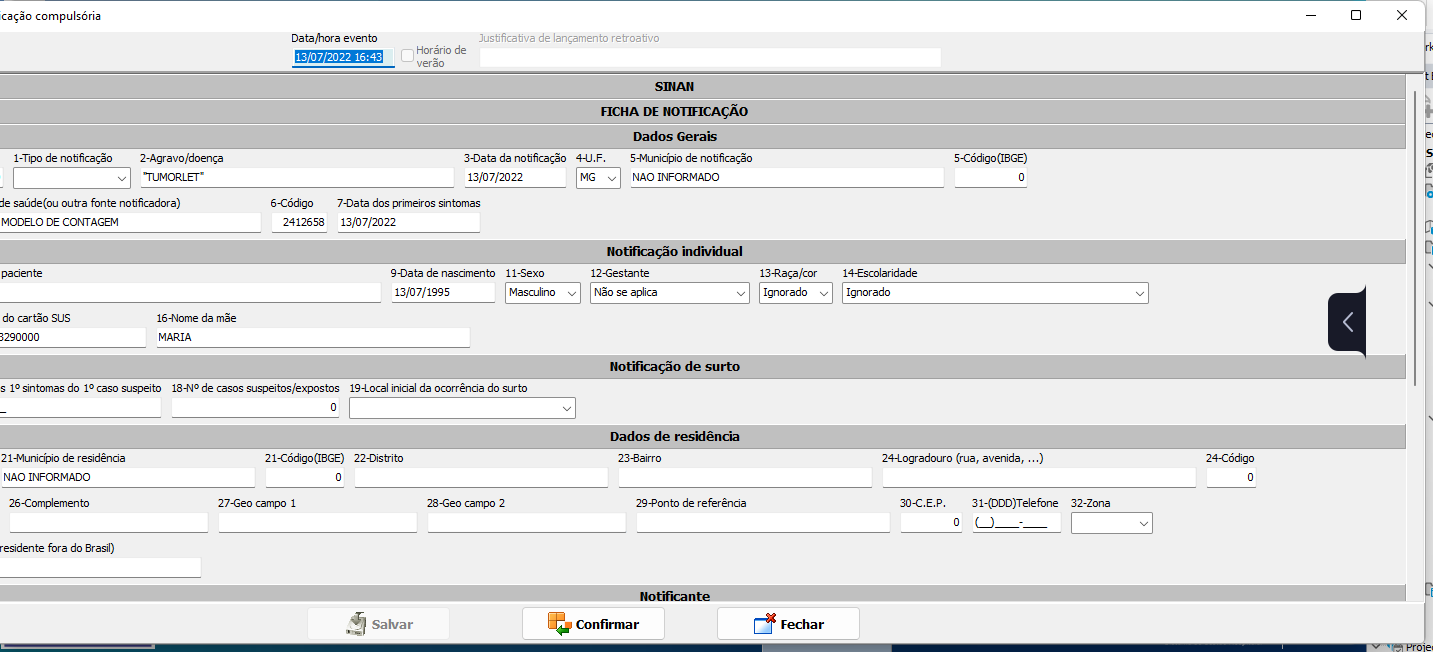 icação compulsória
Data/hora evento
Justificativa de lançamento retroativo
13/07/2022 16:43
Horário de
verão
SINAN
FICHA DE NOTIFICAÇÃO
Dados Gerais
1-Tipo de notificação 2-Agravo/doença 3-Data da notificação 4-U.F. 5-Município de notificação 5-Código(IBGE)
"TUMORLET" 13/07/2022 MG NAO INFORMADO 0
de saúde(ou outra fonte notificadora) 6-Código 7-Data dos primeiros sintomas
MODELO DE CONTAGEM 2412658 13/07/2022
Notificação individual
paciente 9-Data de nascimento 11-Sexo 12-Gestante 13-Raça/cor 14-Escolaridade
13/07/1995 Masculino Não se aplica Ignorado Ignorado
do cartão SUS 16-Nome da mãe
3290000 MARIA
Notificação de surto
s 1º sintomas do 1º caso suspeito 18-Nº de casos suspeitos/expostos 19-Local inicial da ocorrência do surto
_ 0
Dados de residência
21-Município de residência 21-Código(IBGE) 22-Distrito 23-Bairro 24-Logradouro (rua, avenida, ...) 24-Código
NAO INFORMADO 0 0
26-Complemento 27-Geo campo 1 28-Geo campo 2 29-Ponto de referência 30-C.E.P. 31-(DDD)Telefone 32-Zona
0 (__)____-____
residente fora do Brasil)
Notificante
Salvar Confirmar Fechar
Projec